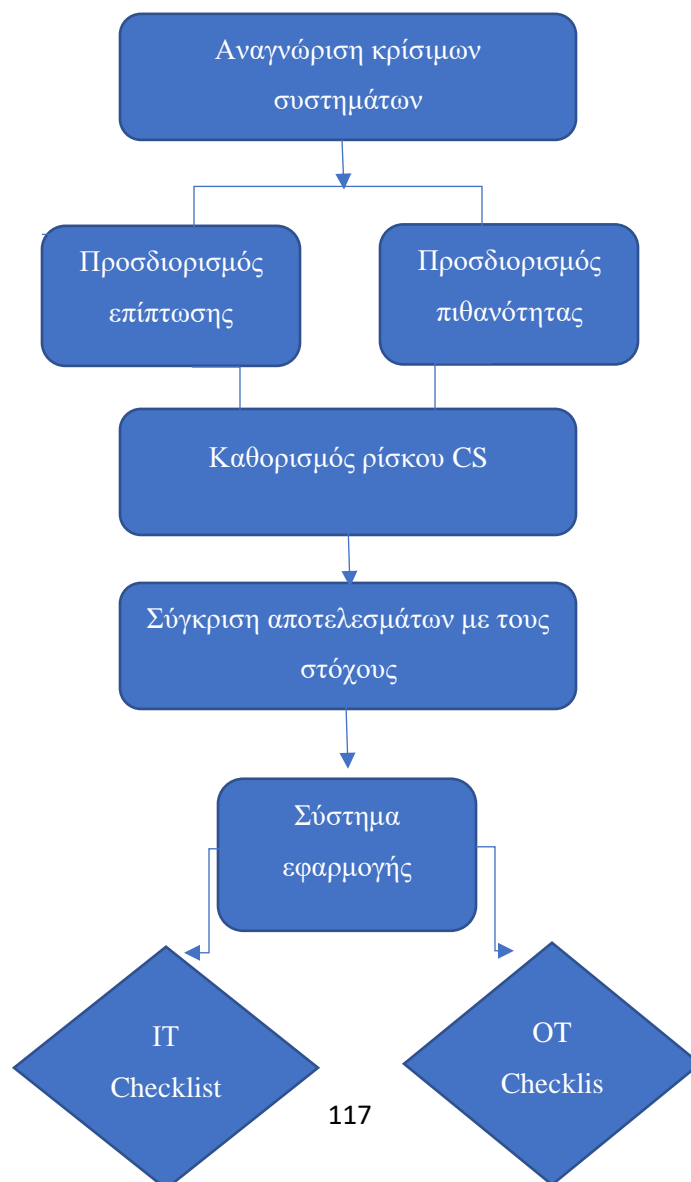 Αναγνώριση κρίσιμων
συστημάτων
Προσδιορισμός
επίπτωσης
Προσδιορισμός
πιθανότητας
Καθορισμός ρίσκου CS
Σύγκριση αποτελεσμάτων με τους
στόχους
Σύστημα
εφαρμογής
IT
Checklist
OT
Checklis
117